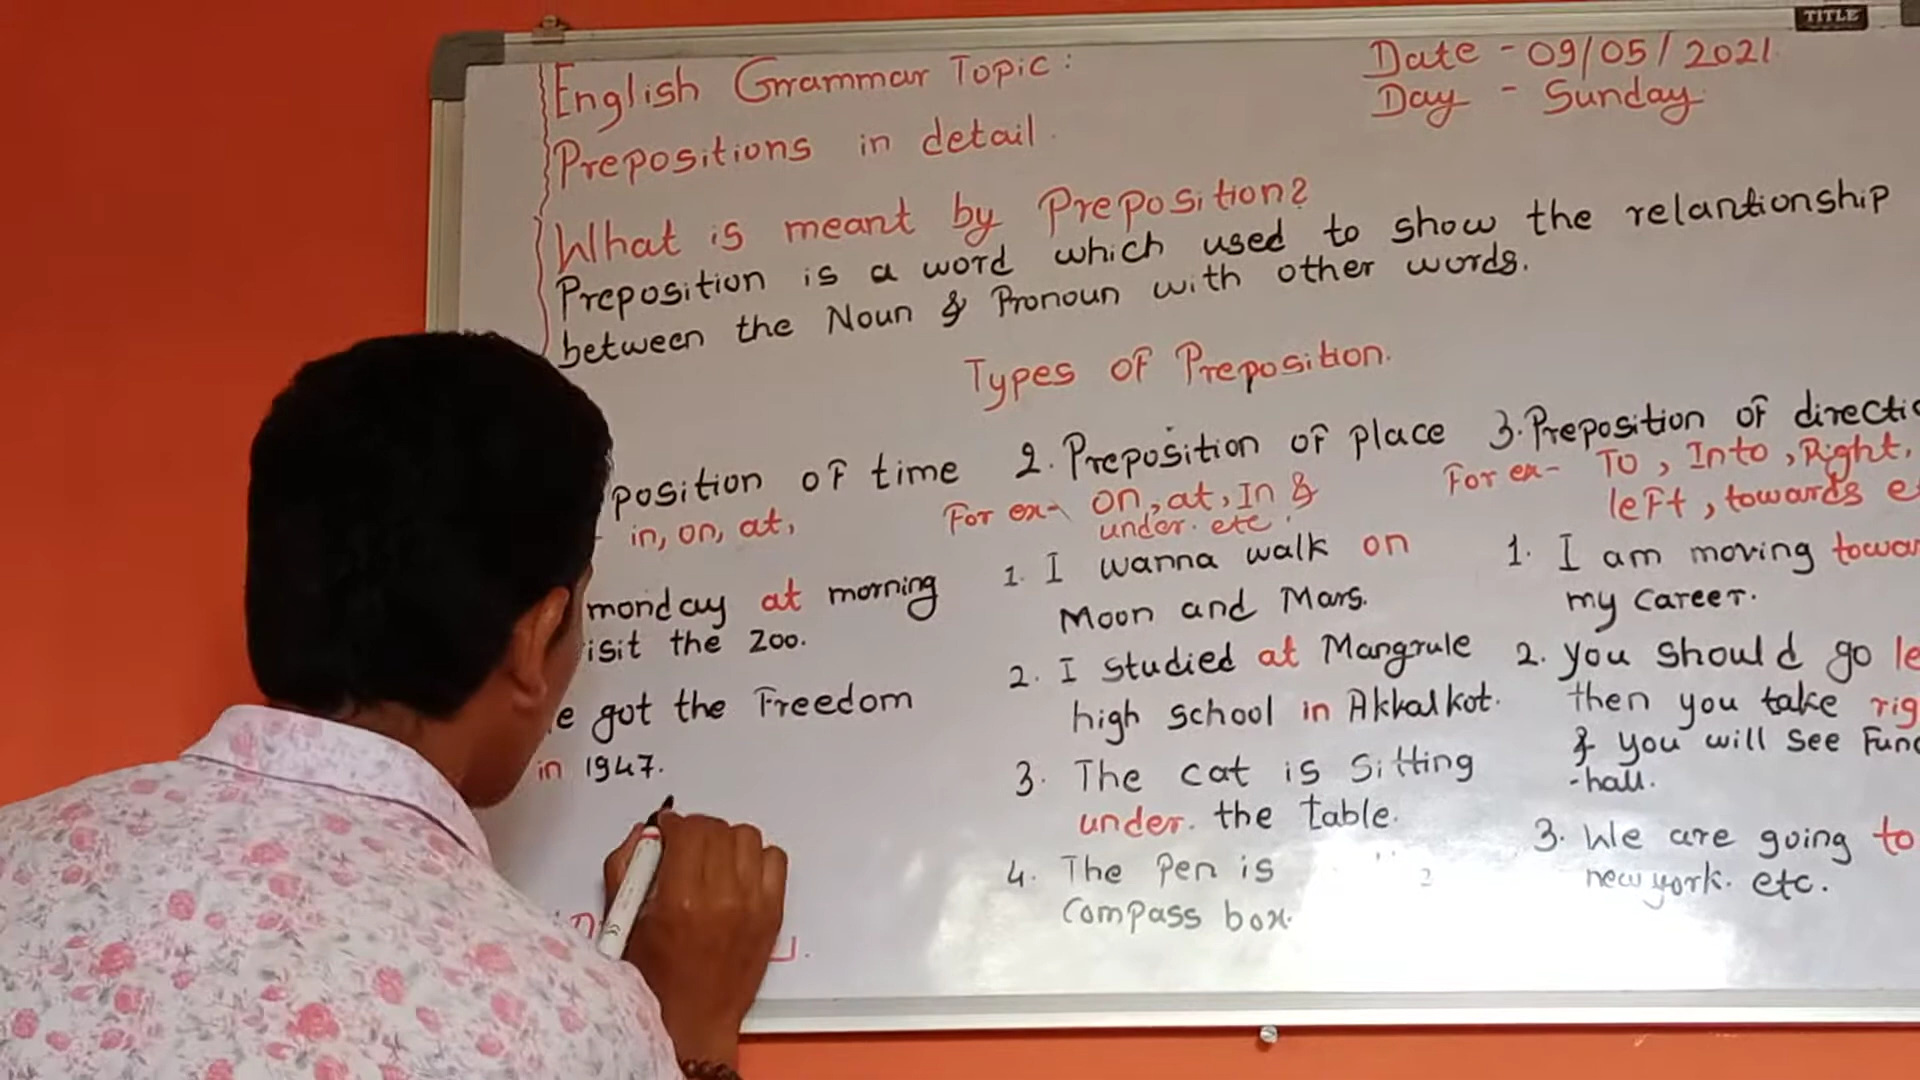 TITLE
English Grammar Topic:
Prepositions in detail.
Date - 09/05/2021
Day - Sunday
What is meant by Preposition?
Preposition is a word which used to show the relantionship
between the Noun & Pronoun with other words.
Types of Preposition.
position of time
in, on, at,
monday at morning
isit the Zoo.
e got the Freedom
in 1947.
2. Preposition of place
For ex- on, at, In &
under. etc.
1. I wanna walk on
Moon and Mars.
2. I studied at Mangrule
high school in Akkalkot.
3. The cat is sitting
under. the table.
4. The pen is
Compass box.
3. Preposition of directio
For ex- To, Into, Right,
left, towards e
1. I am moving towar
my career.
2. you should go le
then you take rig
& you will see Func
-hall.
3. We are going to
newyork. etc.